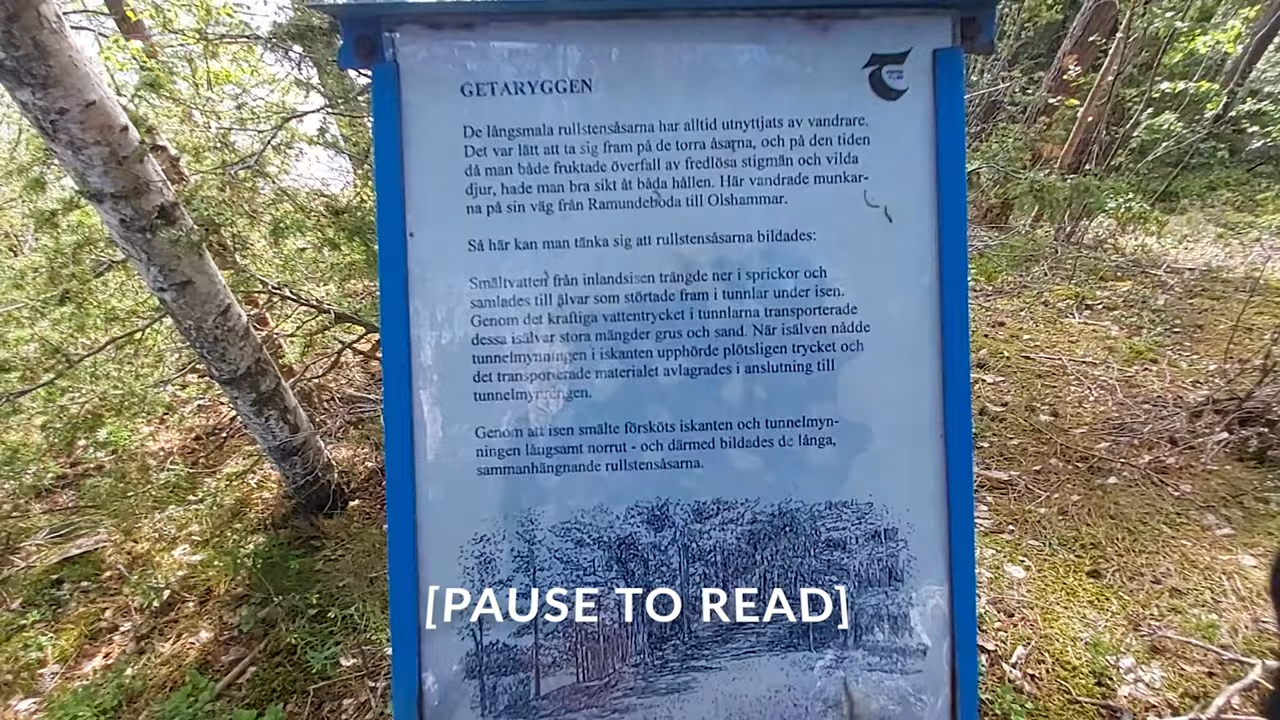 GETARYGGEN
De långsmala rullstensåsarna har alltid utnyttjats av vandrare.
Det var lätt att ta sig fram på de torra åsarna, och på den tiden
då man både fruktade överfall av fredlösa stigmän och vilda
djur, hade man bra sikt åt båda hållen. Här vandrade munkar-
na på sin väg från Ramundeboda till Olshammar.
Så här kan man tänka sig att rullstensåsarna bildades:
Smältvatten från inlandsisen trängde ner i sprickor och
samlades till älvar som störtade fram i tunnlar under isen.
Genom det kraftiga vattentrycket i tunnlarna transporterade
dessa isälvar stora mängder grus och sand. När isälven nådde
tunnelmynningen i iskanten upphörde plötsligen trycket och
det transporterade materialet avlagrades i anslutning till
tunnelmynningen.
Genom att isen smälte försköts iskanten och tunnelmyn-
ningen långsamt norrut - och därmed bildades de långa,
sammanhängnande rullstensåsarna.
[PAUSE TO READ]